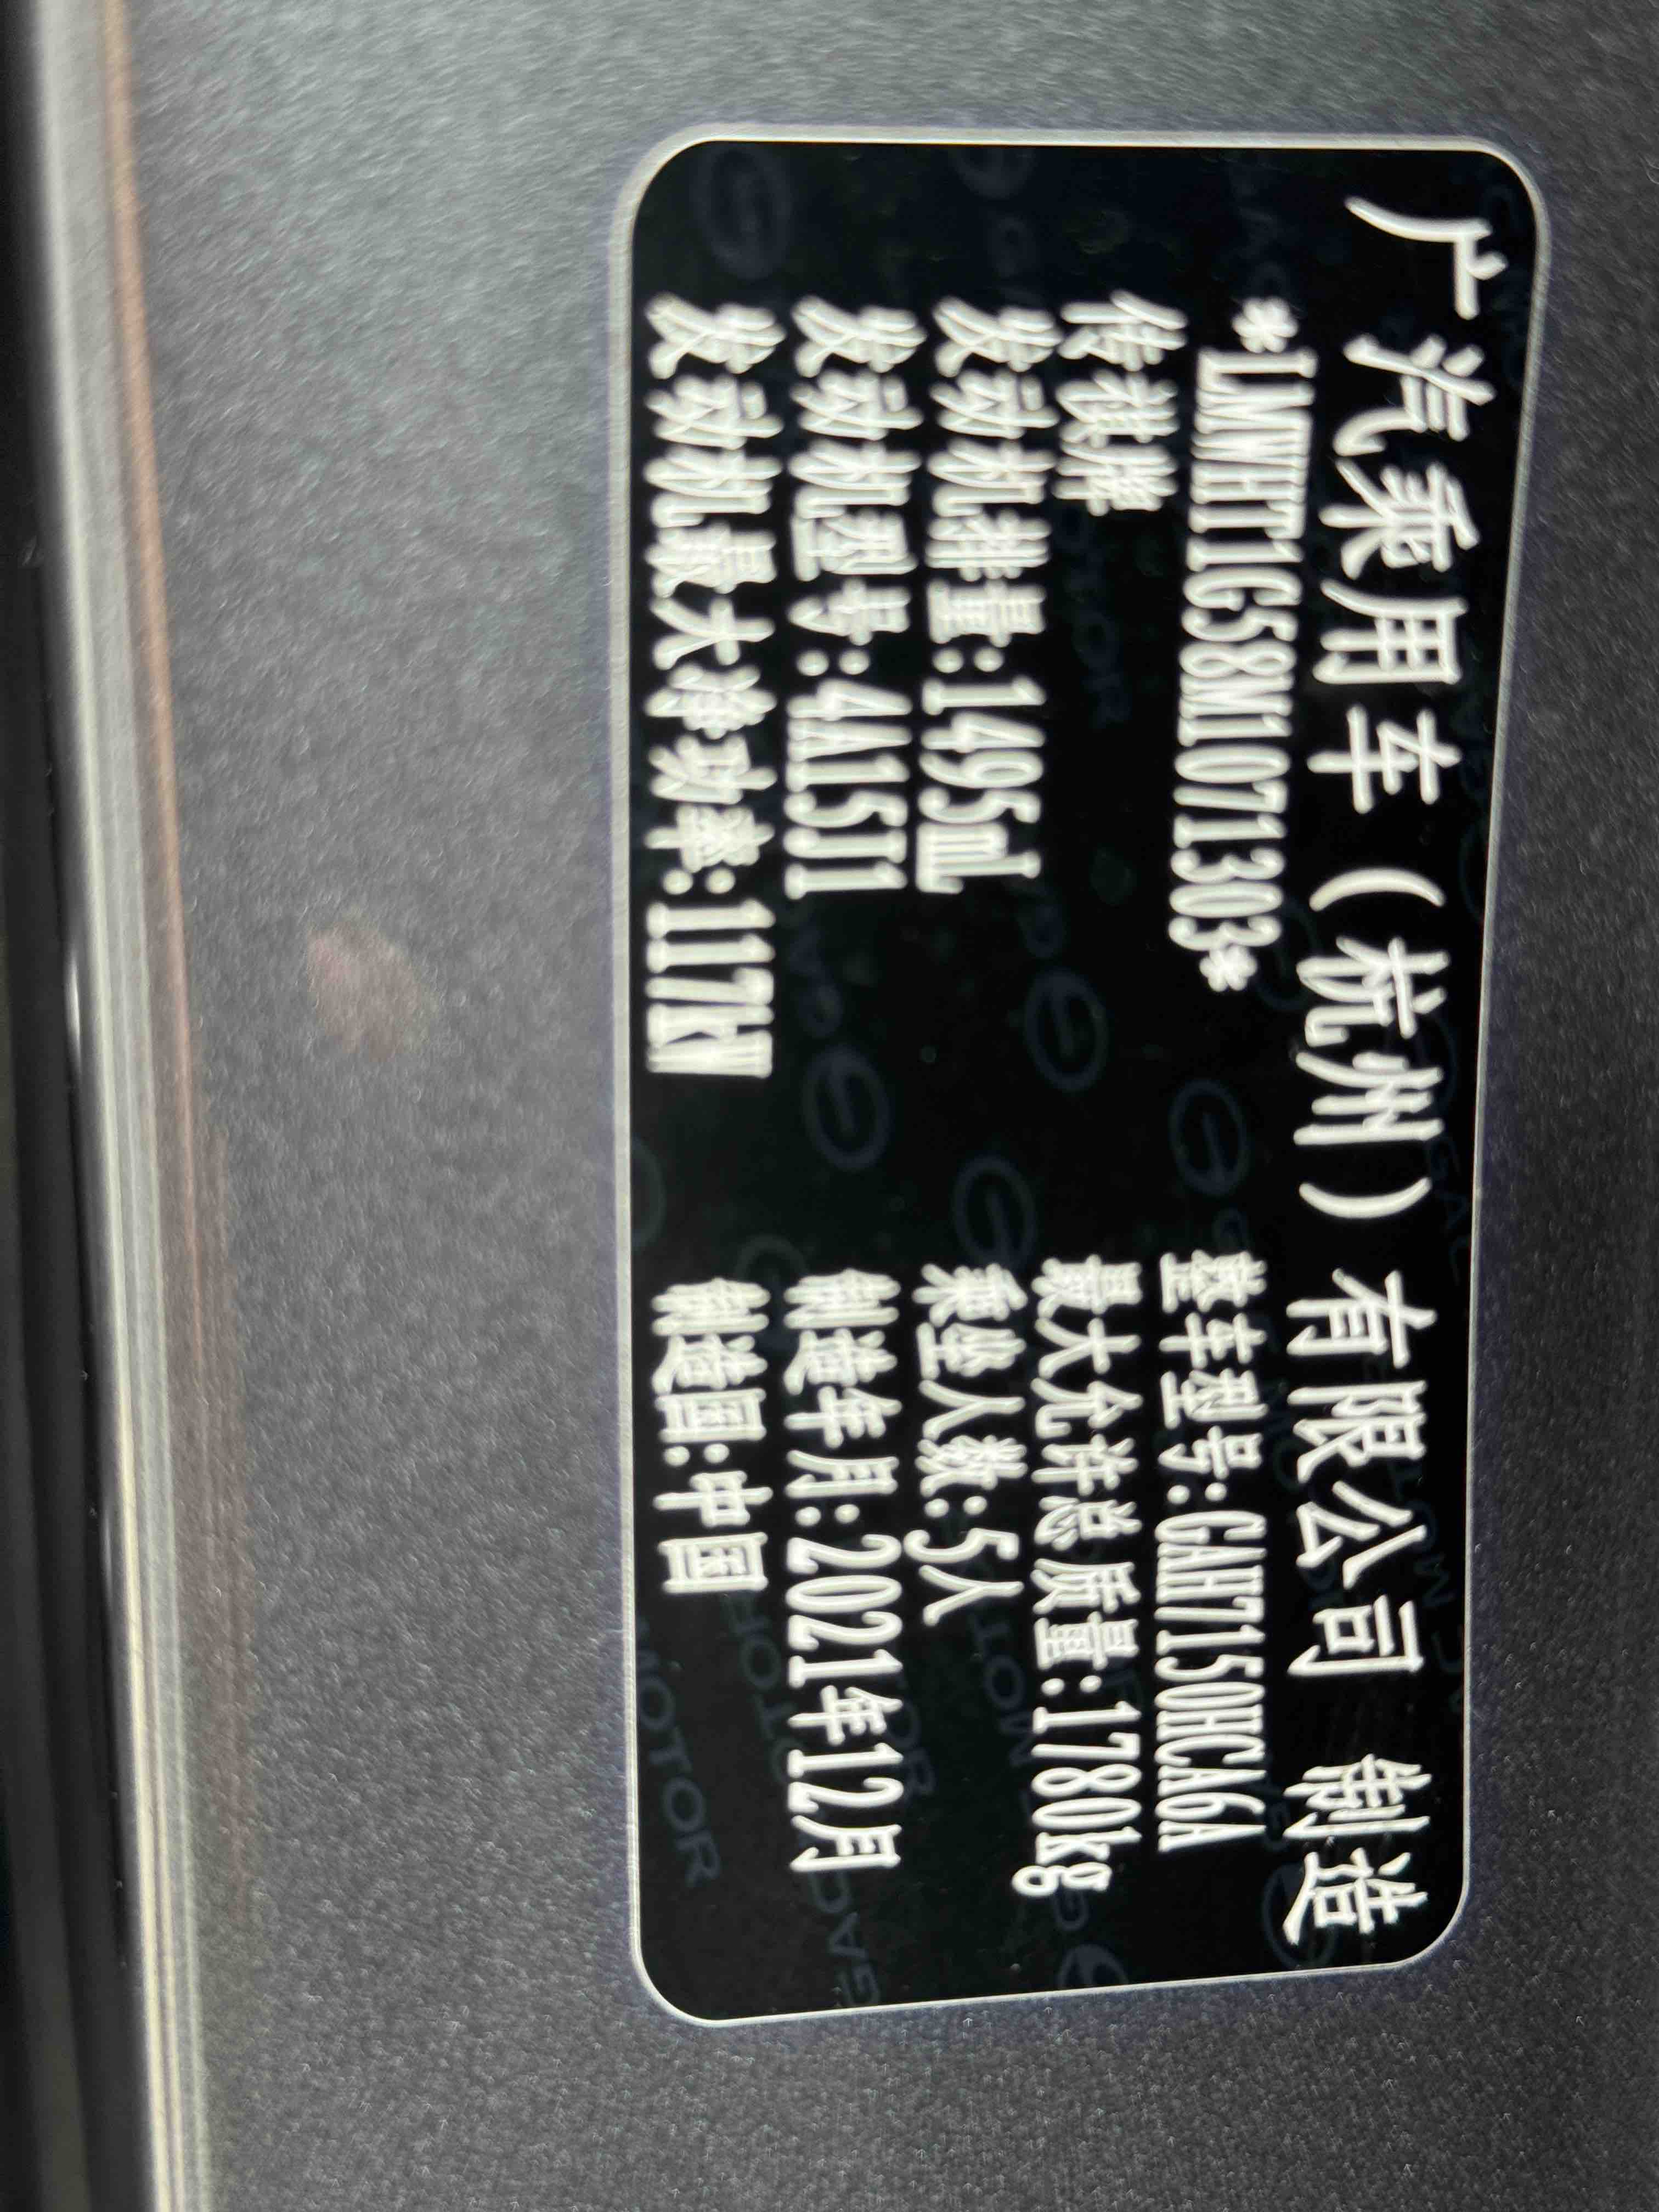 广汽乘用车（杭州）有限公司 制造
*LMWHT1G58M1071303* 整车型号:GAH7150HCA6A
传祺牌 最大允许总质量:1780kg
发动机排量:1495mL 乘坐人数:5人
发动机型号:4A15J1 制造年月:2021年12月
发动机最大净功率:117kW 制造国:中国